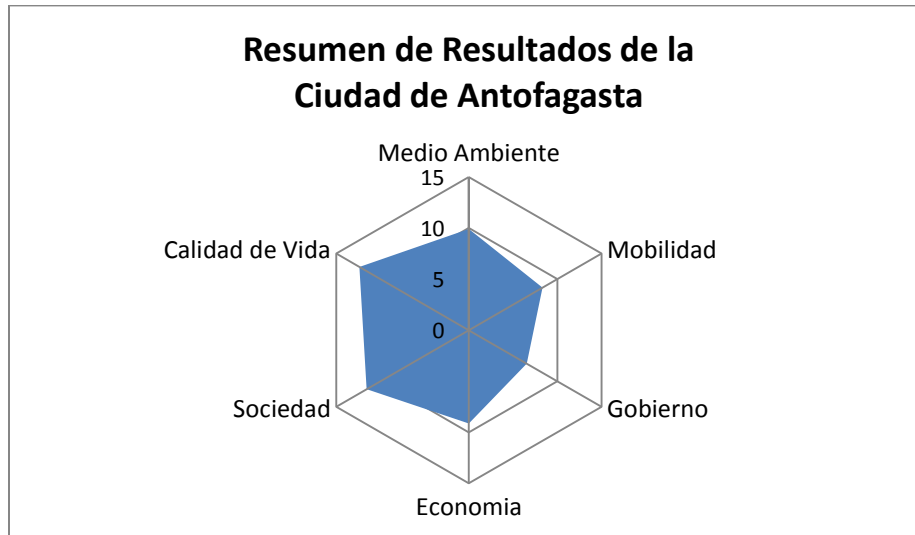 Resumen de Resultados de la
Ciudad de Antofagasta
Medio Ambiente
15
10
5
0
Calidad de Vida
Mobilidad
Sociedad
Gobierno
Economia